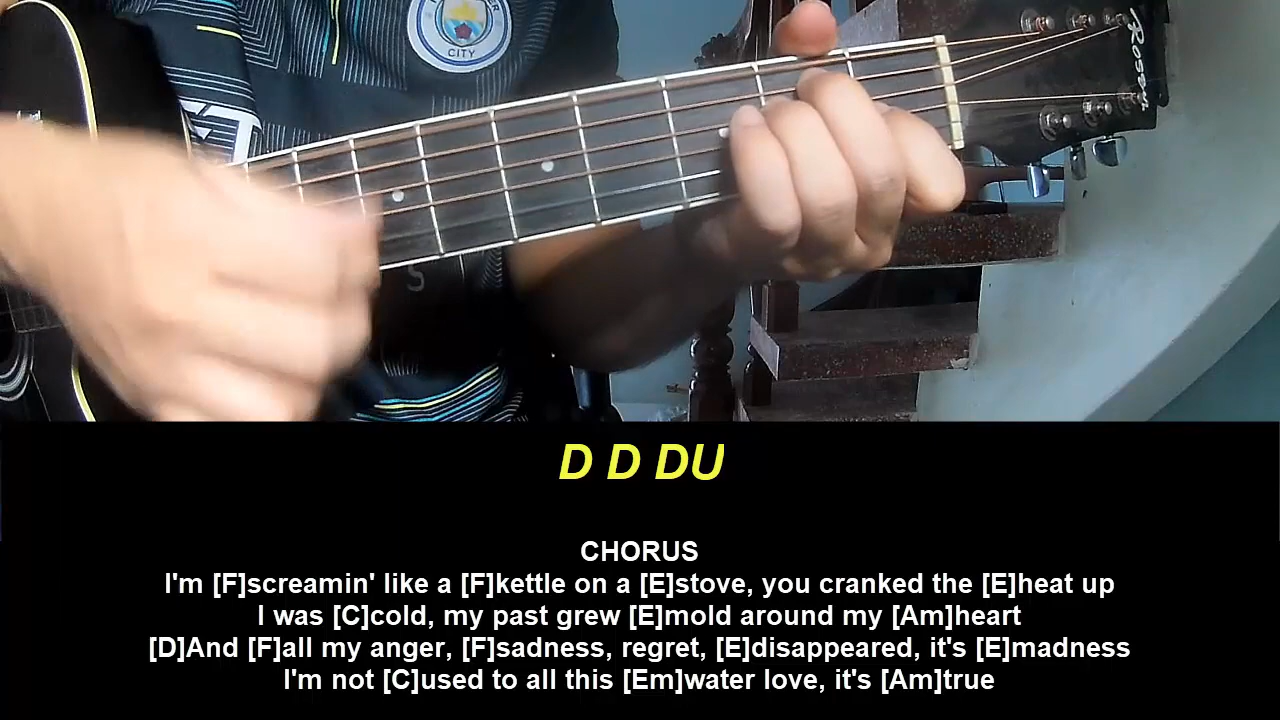 CITY
Rosen
D D DU
CHORUS
I'm [F]screamin' like a [F]kettle on a [E]stove, you cranked the [E]heat up
I was [C]cold, my past grew [E]mold around my [Am]heart
[D]And [F]all my anger, [F]sadness, regret, [E]disappeared, it's [E]madness
I'm not [C]used to all this [Em]water love, it's [Am]true